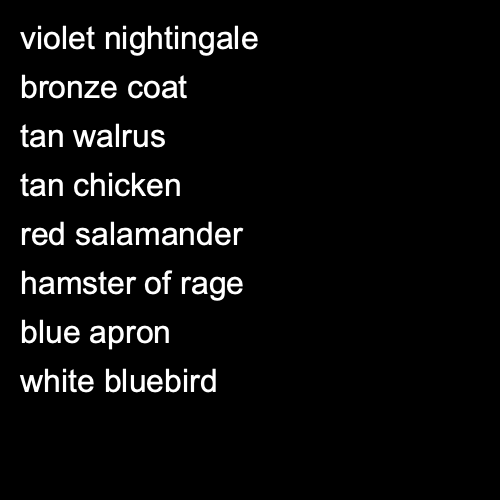 violet nightingale
bronze coat
tan walrus
tan chicken
red salamander
hamster of rage
blue apron
white bluebird